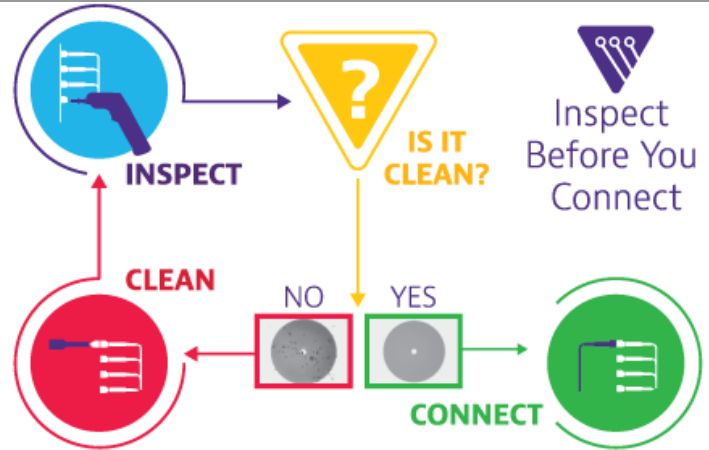 ?
INSPECT
IS IT
CLEAN?
Inspect
Before You
Connect
CLEAN
NO
YES
CONNECT